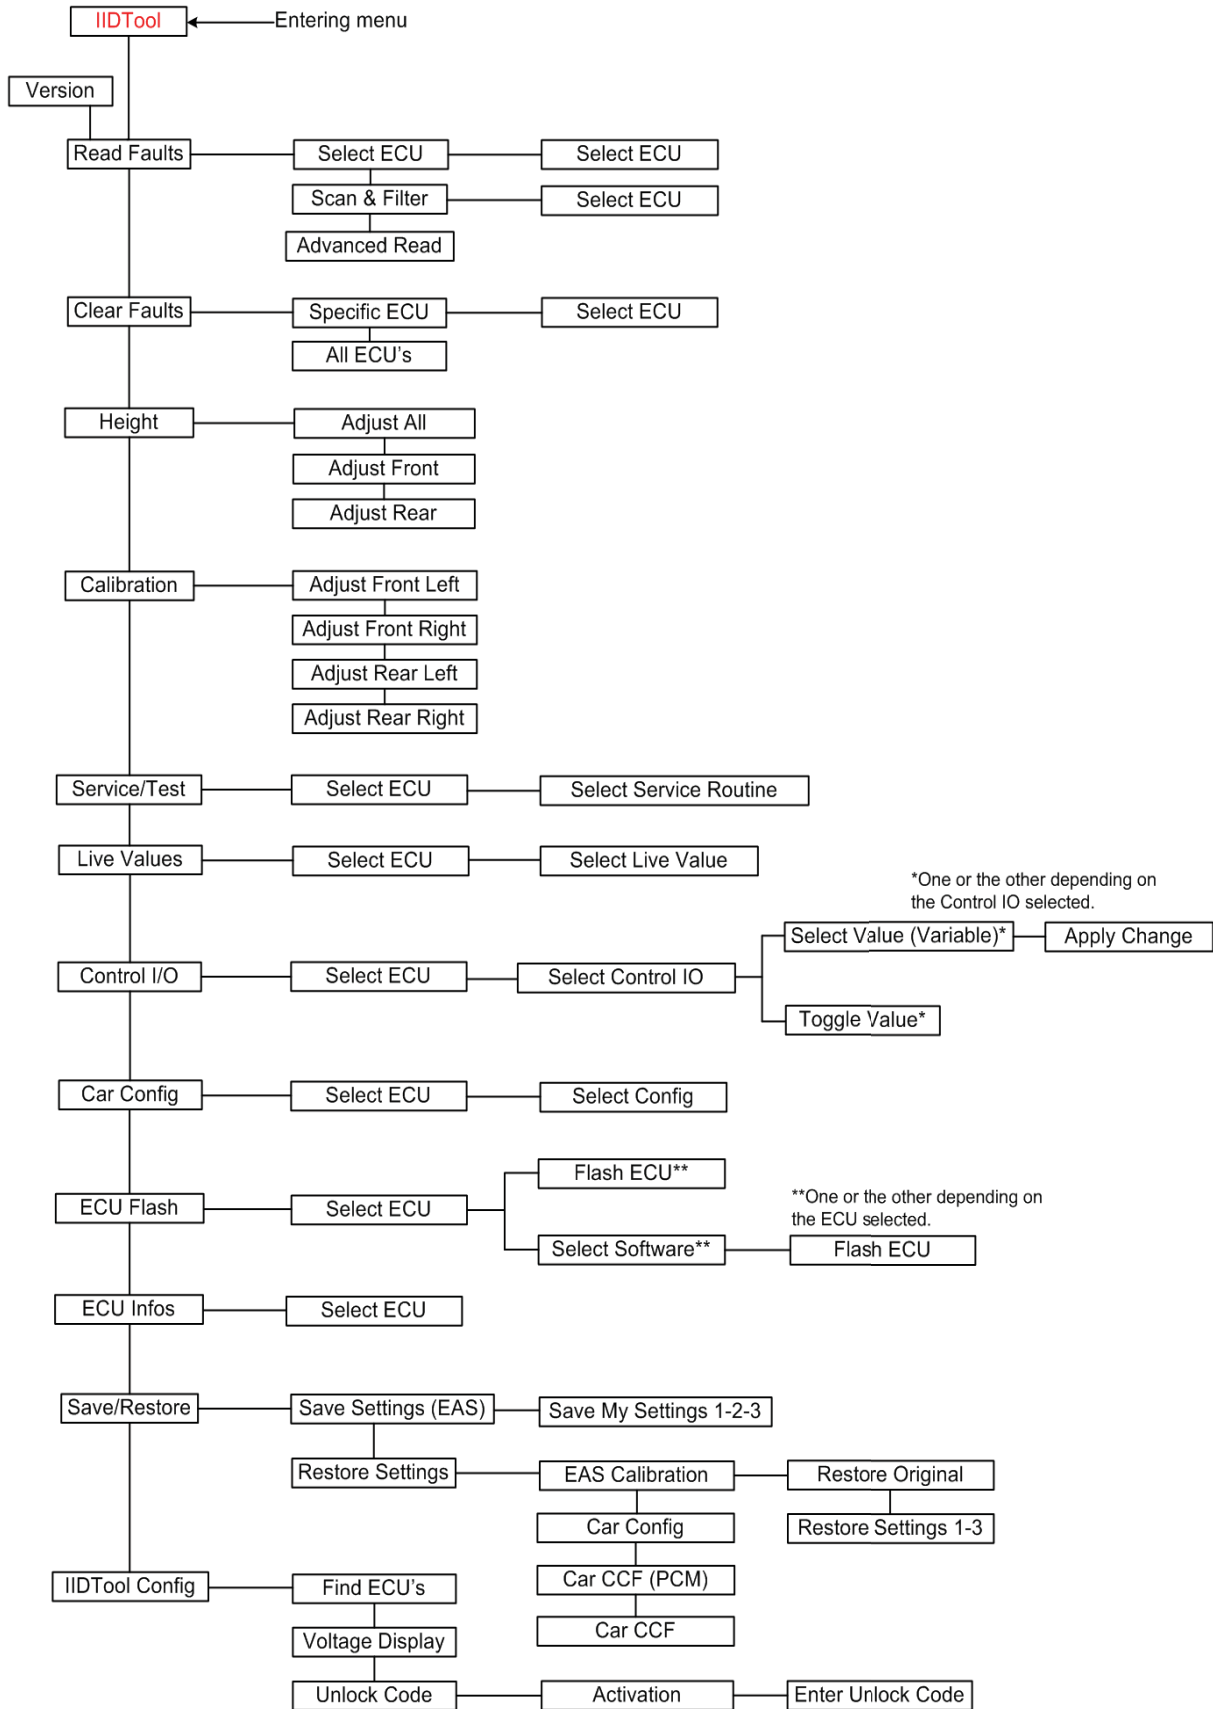 IIDTool
Entering menu
Version
Read Faults
Select ECU
Select ECU
Scan & Filter
Select ECU
Advanced Read
Clear Faults
Specific ECU
Select ECU
All ECU's
Height
Adjust All
Adjust Front
Adjust Rear
Calibration
Adjust Front Left
Adjust Front Right
Adjust Rear Left
Adjust Rear Right
Service/Test
Select ECU
Select Service Routine
Live Values
Select ECU
Select Live Value
*One or the other depending on
the Control IO selected.
Select Value (Variable)*
Apply Change
Control I/O
Select ECU
Select Control IO
Toggle Value*
Car Config
Select ECU
Select Config
Flash ECU**
**One or the other depending on
the ECU selected.
ECU Flash
Select ECU
Select Software**
Flash ECU
ECU Infos
Select ECU
Save/Restore
Save Settings (EAS)
Save My Settings 1-2-3
Restore Settings
EAS Calibration
Restore Original
Car Config
Restore Settings 1-3
IIDTool Config
Find ECU's
Car CCF (PCM)
Voltage Display
Car CCF
Unlock Code
Activation
Enter Unlock Code